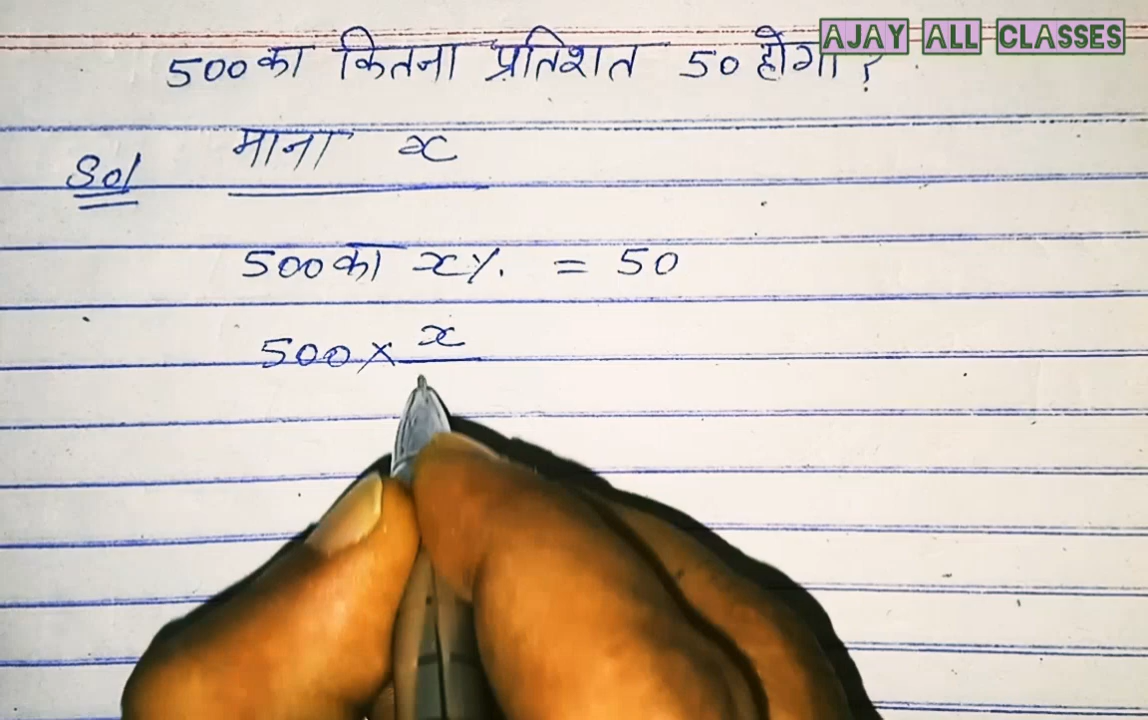 AJAY ALL CLASSES
500 का कितना प्रतिशत 50 होगा ?
Sol माना x
500 का x% = 50
500 × x